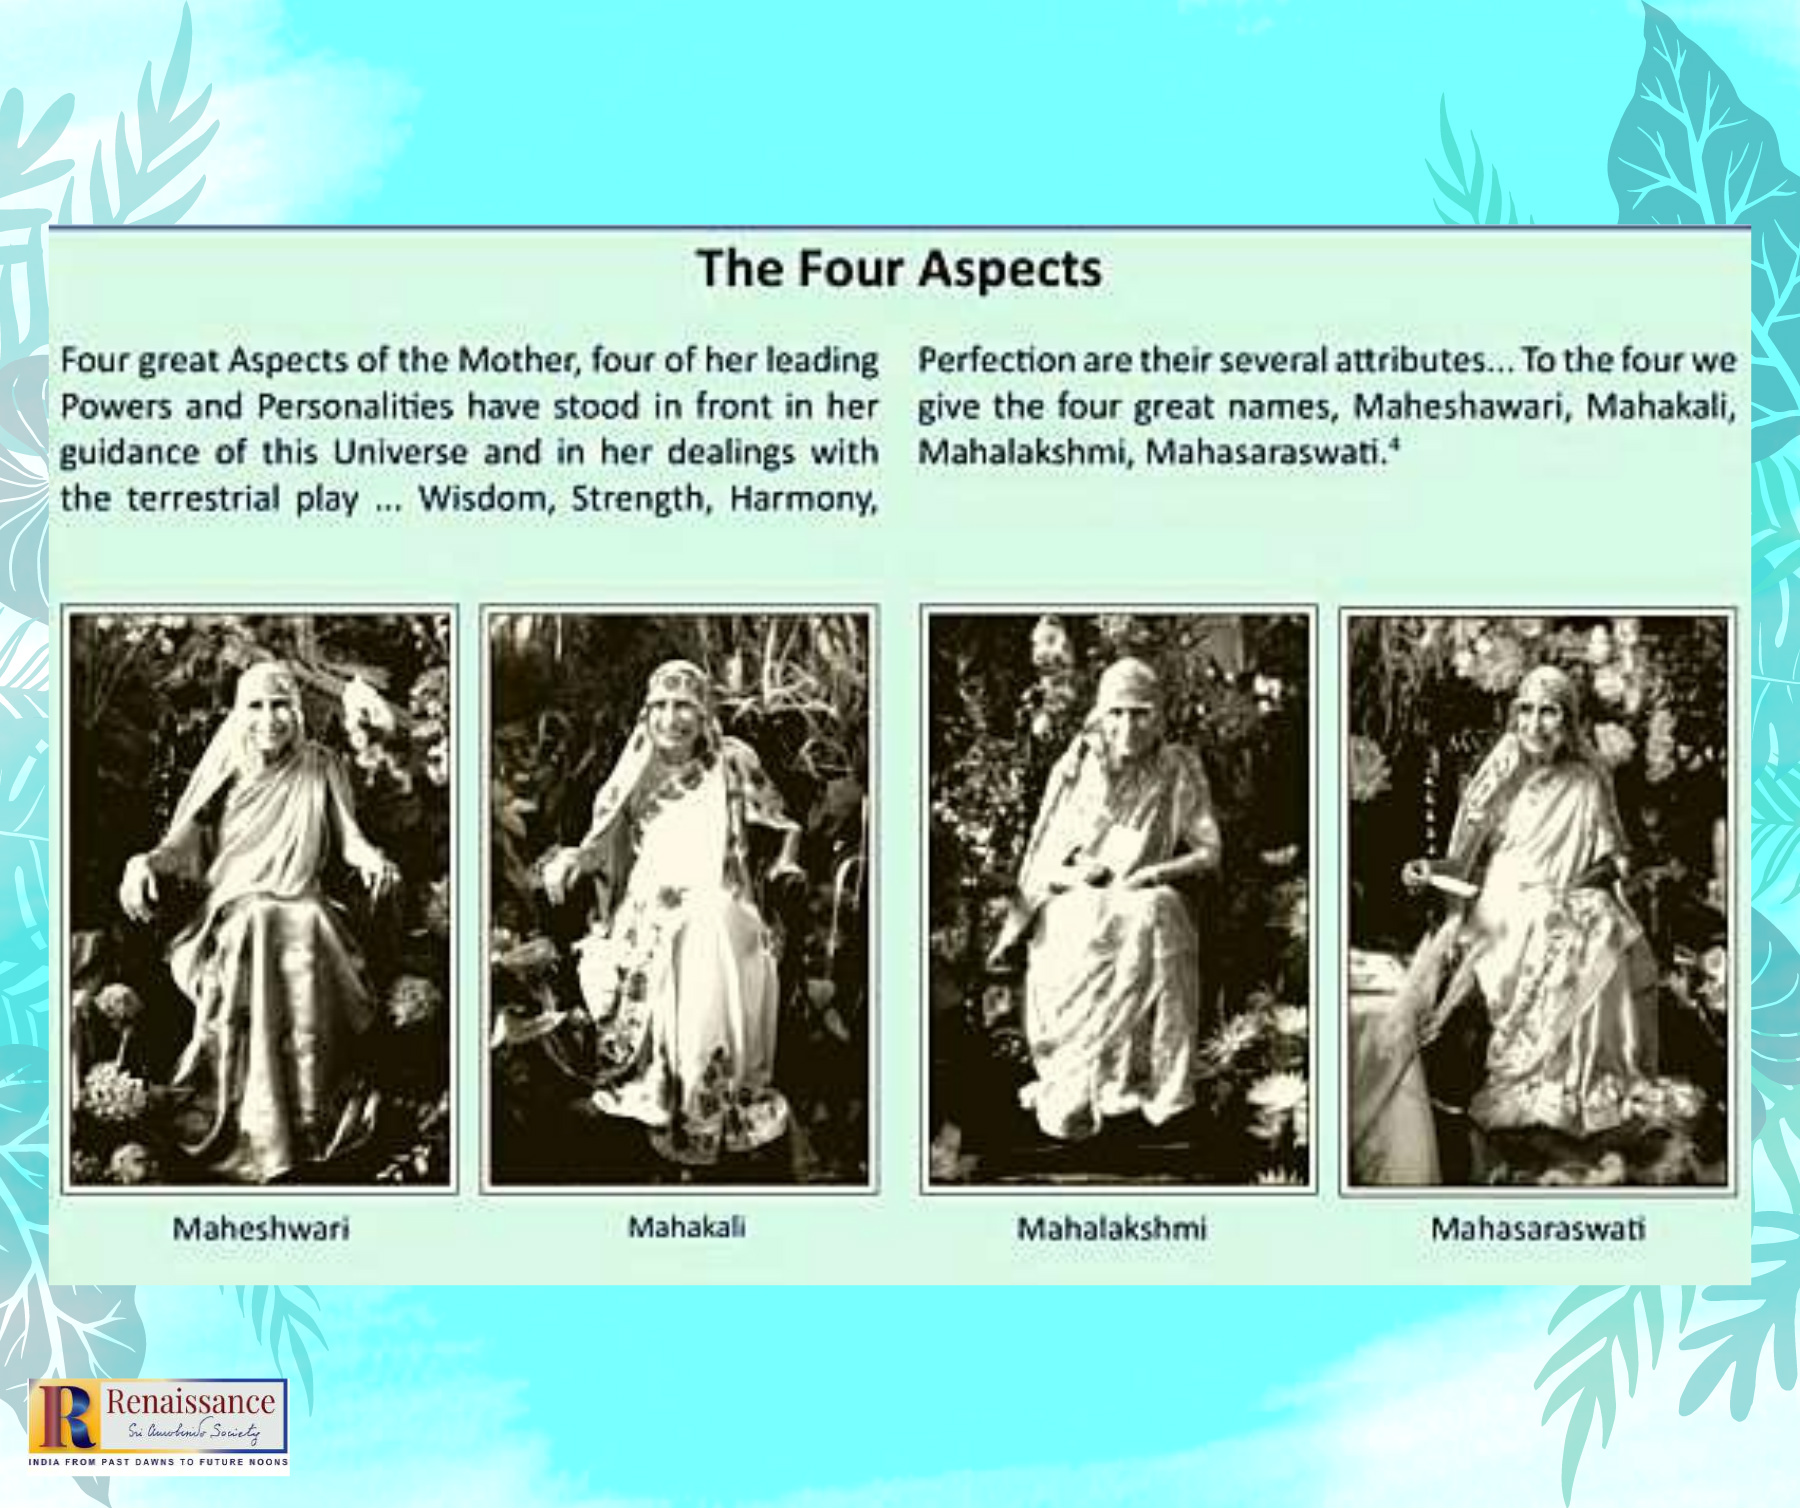 The Four Aspects
Four great Aspects of the Mother, four of her leading
Powers and Personalities have stood in front in her
guidance of this Universe and in her dealings with
the terrestrial play ... Wisdom, Strength, Harmony,
Perfection are their several attributes... To the four we
give the four great names, Maheshawari, Mahakali,
Mahalakshmi, Mahasaraswati.⁴
Maheshwari
Mahakali
Mahalakshmi
Mahasaraswati
R
Renaissance
Sri Aurobindo Society
INDIA FROM PAST DAWNS TO FUTURE NOONS